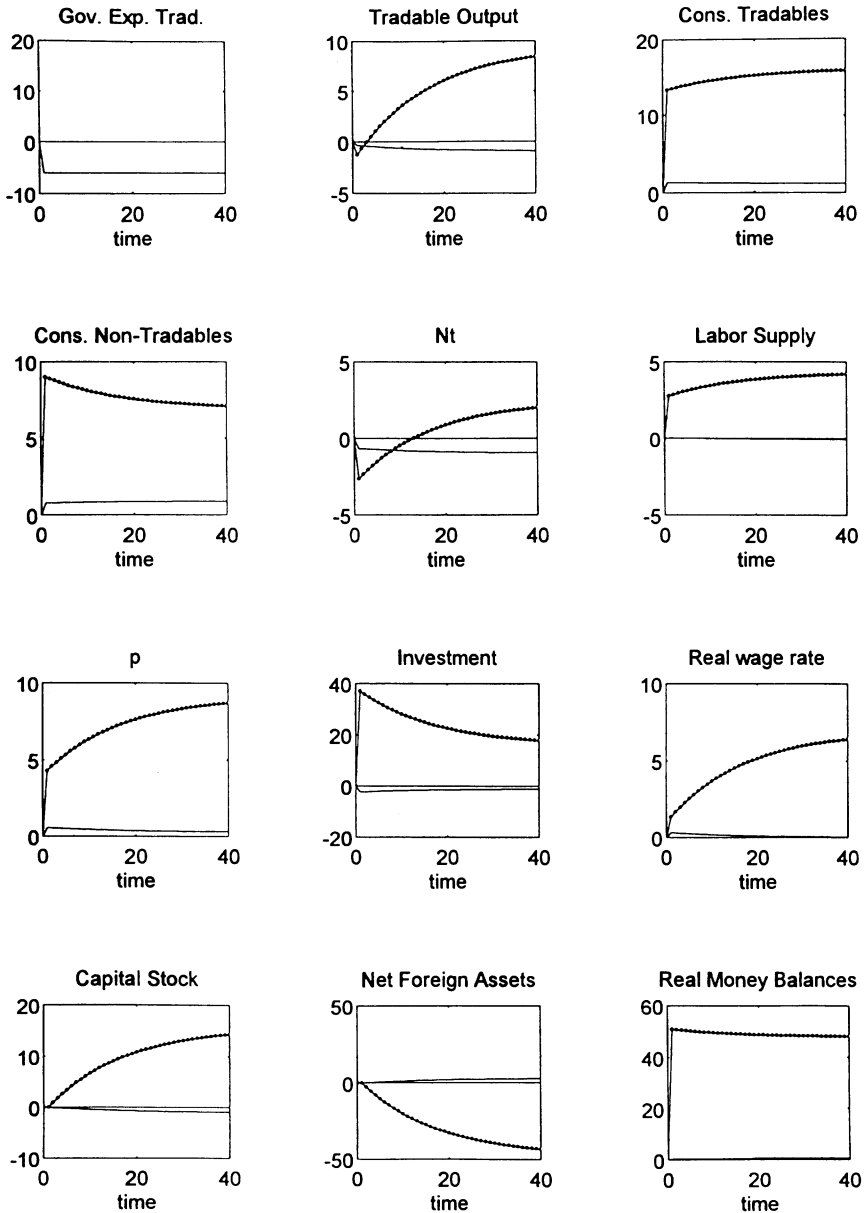 Gov. Exp. Trad. Tradable Output Cons. Tradables
20 10 20
10 5 15
0 0 10
-10 -5 5
0
0 20 40 0 20 40 0 20 40
time time time
Cons. Non-Tradables Nt Labor Supply
10 5 5
5 0 0
0 -5 -5
0 20 40 0 20 40 0 20 40
time time time
p Investment Real wage rate
10 40 10
20
5 0 5
0 -20 0
0 20 40 0 20 40 0 20 40
time time time
Capital Stock Net Foreign Assets Real Money Balances
20 50 60
10 40
0 0 20
-10 -50 0
0 20 40 0 20 40 0 20 40
time time time